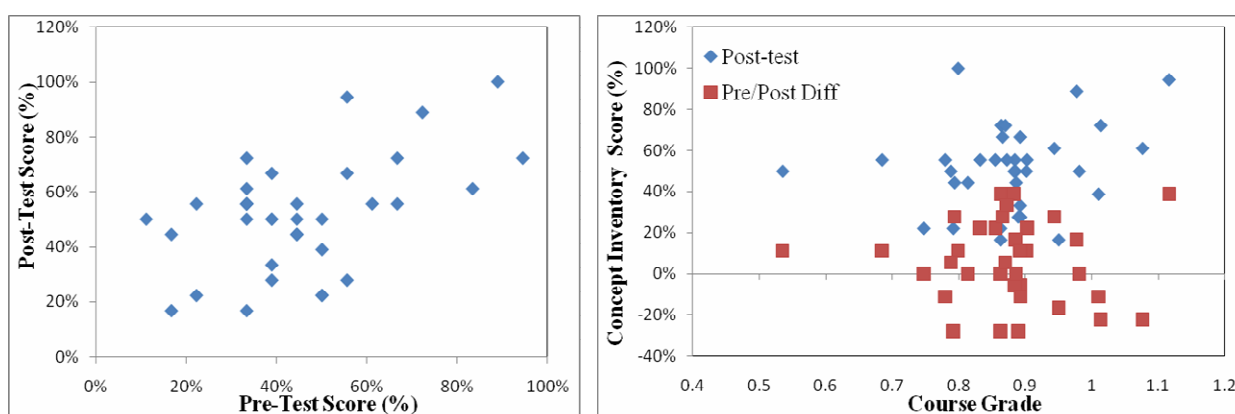 120%
100%
80%
60%
40%
20%
0%
0% 20% 40% 60% 80% 100%
Post-Test Score (%)
Pre-Test Score (%)
120%
100%
80%
60%
40%
20%
0%
-20%
-40%
0.4 0.5 0.6 0.7 0.8 0.9 1 1.1 1.2
Concept Inventory Score (%)
Course Grade
Post-test
Pre/Post Diff